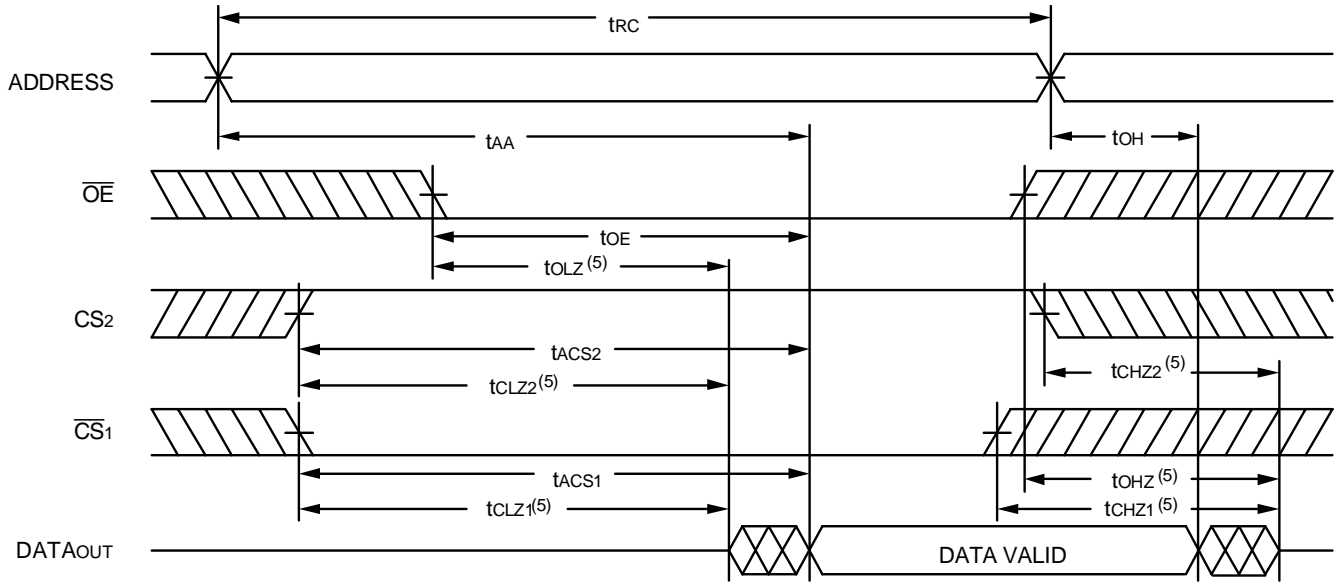 tRC
ADDRESS
tAA
tOH
OE
tOE
tOLZ (5)
CS2
tACS2
tCLZ2(5)
tCHZ2(5)
CS1
tACS1
tOHZ (5)
tCLZ1(5)
tCHZ1(5)
DATAOUT
DATA VALID